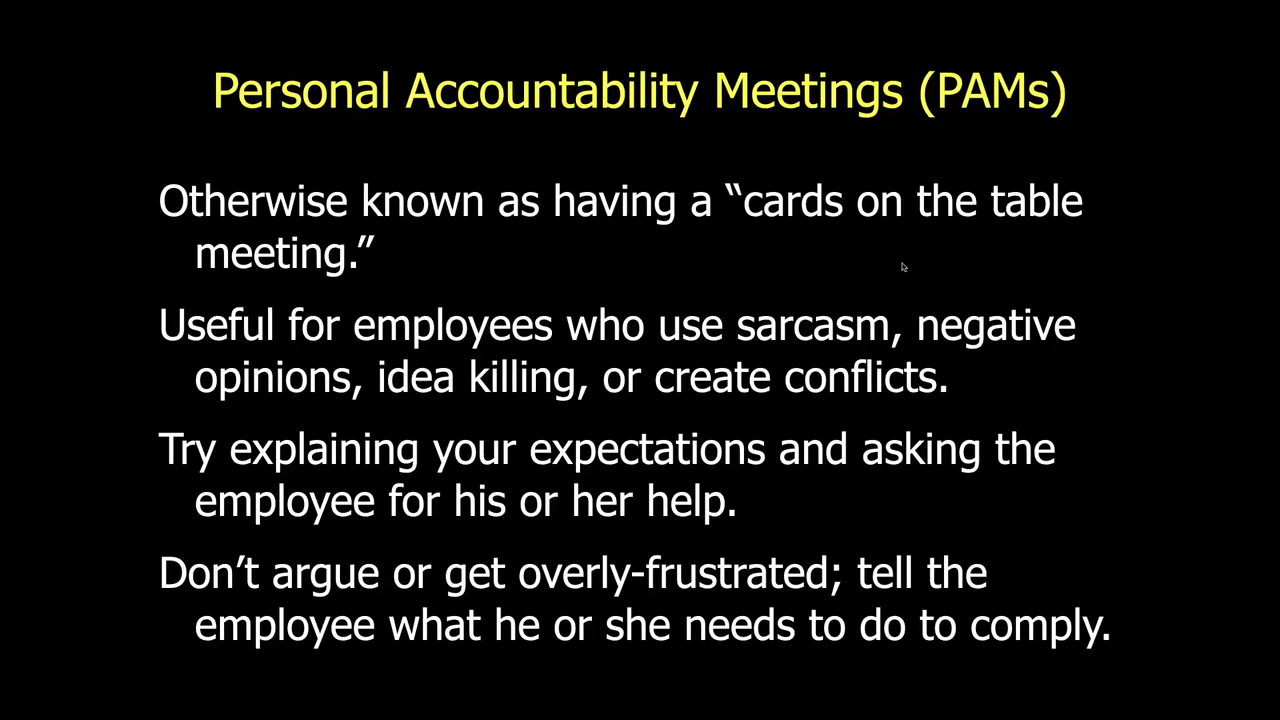 Personal Accountability Meetings (PAMs)
Otherwise known as having a “cards on the table
meeting.”
Useful for employees who use sarcasm, negative
opinions, idea killing, or create conflicts.
Try explaining your expectations and asking the
employee for his or her help.
Don’t argue or get overly-frustrated; tell the
employee what he or she needs to do to comply.